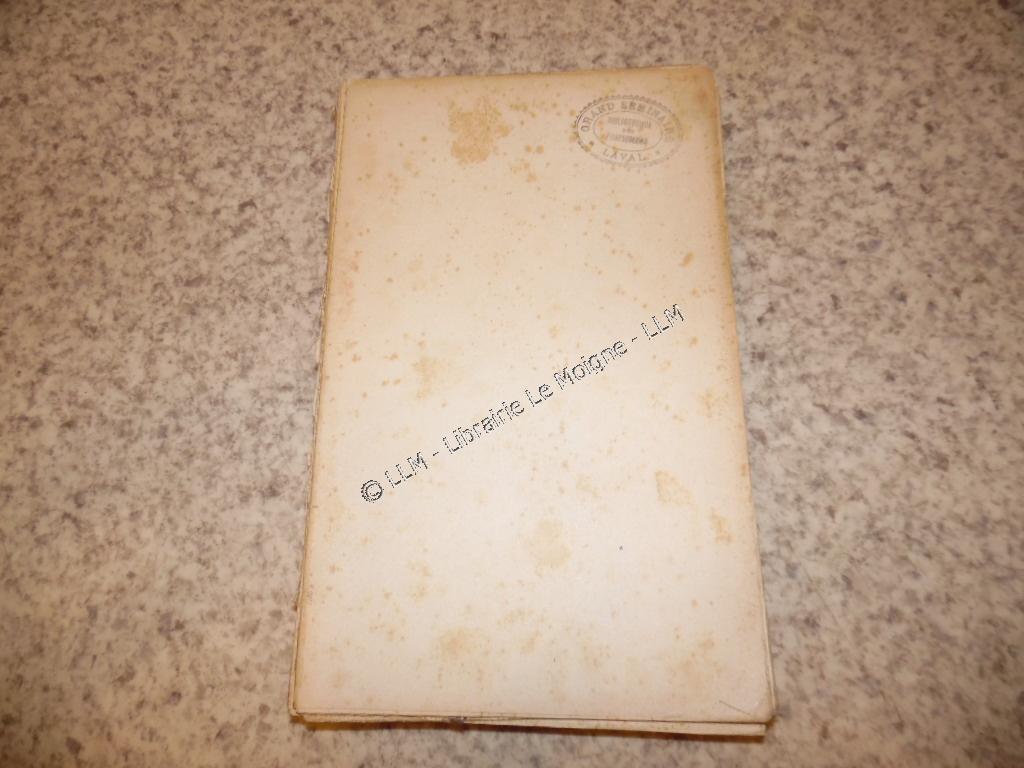 GRAND SEMINAIRE
LAVAL
© LLM - Librairie Le Moigne - LLM